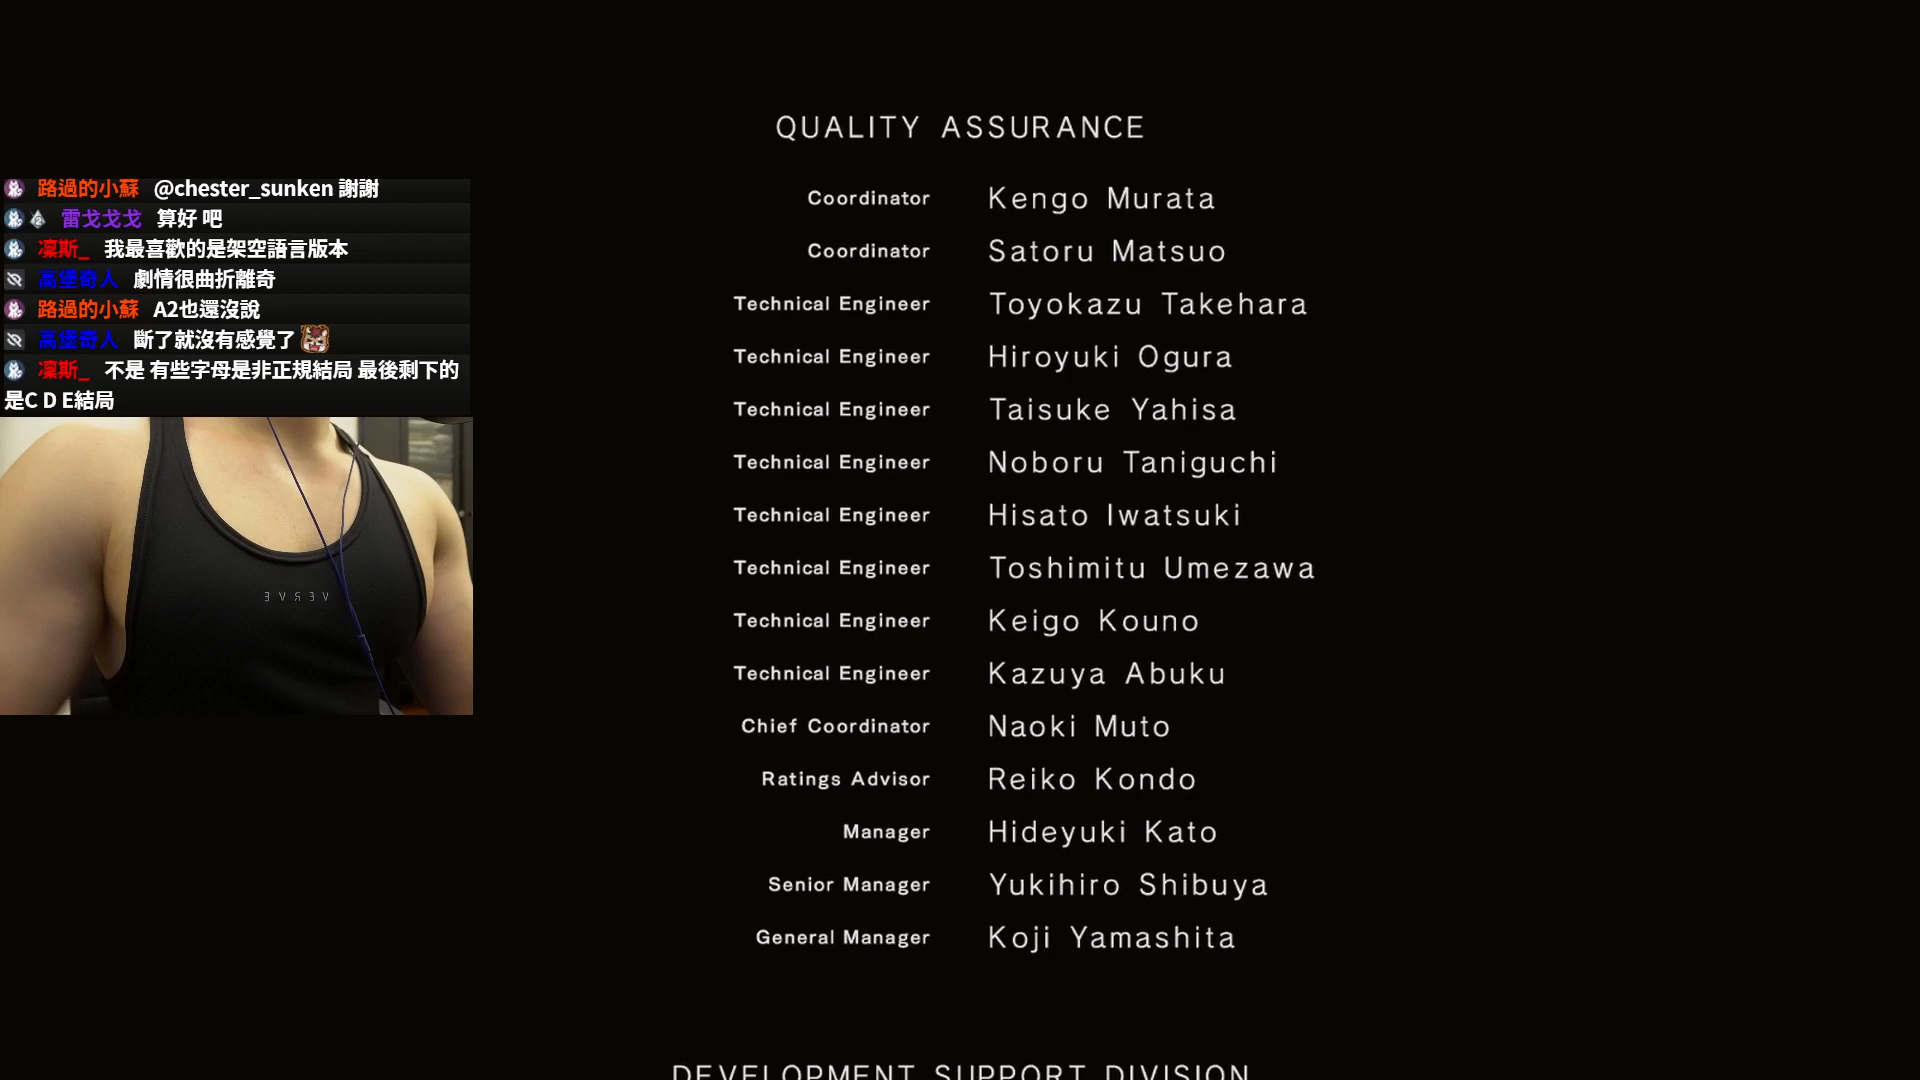 QUALITY ASSURANCE
Coordinator Kengo Murata
Coordinator Satoru Matsuo
Technical Engineer Toyokazu Takehara
Technical Engineer Hiroyuki Ogura
Technical Engineer Taisuke Yahisa
Technical Engineer Noboru Taniguchi
Technical Engineer Hisato Iwatsuki
Technical Engineer Toshimitu Umezawa
Technical Engineer Keigo Kouno
Technical Engineer Kazuya Abuku
Chief Coordinator Naoki Muto
Ratings Advisor Reiko Kondo
Manager Hideyuki Kato
Senior Manager Yukihiro Shibuya
General Manager Koji Yamashita
DEVELOPMENT SUPPORT DIVISION
路過的小蘇 @chester_sunken 謝謝
雷戈戈戈 算好 吧
凜斯_ 我最喜歡的是架空語言版本
高堡奇人 劇情很曲折離奇
路過的小蘇 A2也還沒說
高堡奇人 斷了就沒有感覺了
凜斯_ 不是 有些字母是非正規結局 最後剩下的
是C D E結局
VERVE